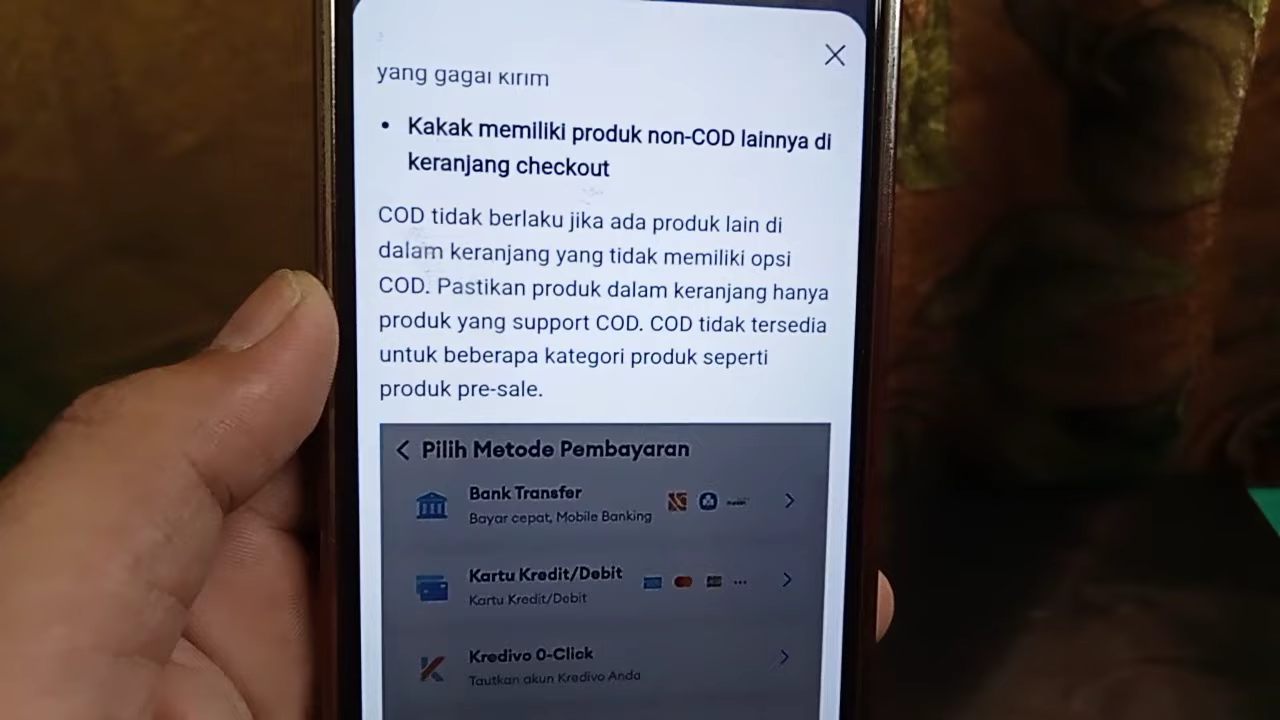 yang gagal kirim
• Kakak memiliki produk non-COD lainnya di
keranjang checkout
COD tidak berlaku jika ada produk lain di
dalam keranjang yang tidak memiliki opsi
COD. Pastikan produk dalam keranjang hanya
produk yang support COD. COD tidak tersedia
untuk beberapa kategori produk seperti
produk pre-sale.
Pilih Metode Pembayaran
Bank Transfer
Bayar cepat, Mobile Banking
Kartu Kredit/Debit
Kartu Kredit/Debit
Kredivo 0-Click
Tautkan akun Kredivo Anda